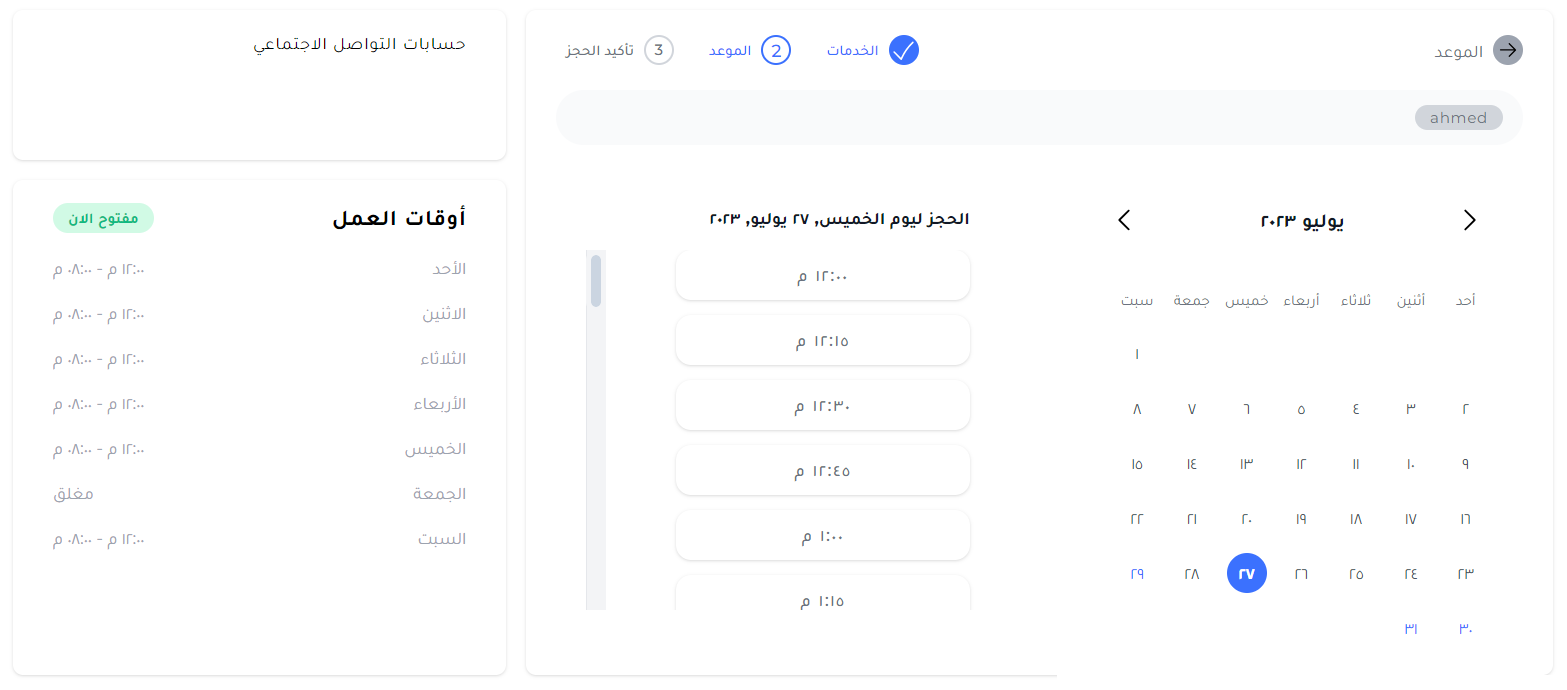 الموعد
الخدمات
2 الموعد
3 تأكيد الحجز
ahmed
يوليو ٢٠٢٣
أحد أثنين ثلاثاء أربعاء خميس جمعة سبت
١
٢ ٣ ٤ ٥ ٦ ٧ ٨
٩ ١٠ ١١ ١٢ ١٣ ١٤ ١٥
١٦ ١٧ ١٨ ١٩ ٢٠ ٢١ ٢٢
٢٣ ٢٤ ٢٥ ٢٦ ٢٧ ٢٨ ٢٩
٣٠ ٣١
الحجز ليوم الخميس, ٢٧ يوليو, ٢٠٢٣
١٢:٠٠ م
١٢:١٥ م
١٢:٣٠ م
١٢:٤٥ م
١:٠٠ م
١:١٥ م
حسابات التواصل الاجتماعي
أوقات العمل مفتوح الان
الأحد ١٢:٠٠ م - ٠٨:٠٠ م
الاثنين ١٢:٠٠ م - ٠٨:٠٠ م
الثلاثاء ١٢:٠٠ م - ٠٨:٠٠ م
الأربعاء ١٢:٠٠ م - ٠٨:٠٠ م
الخميس ١٢:٠٠ م - ٠٨:٠٠ م
الجمعة مغلق
السبت ١٢:٠٠ م - ٠٨:٠٠ م